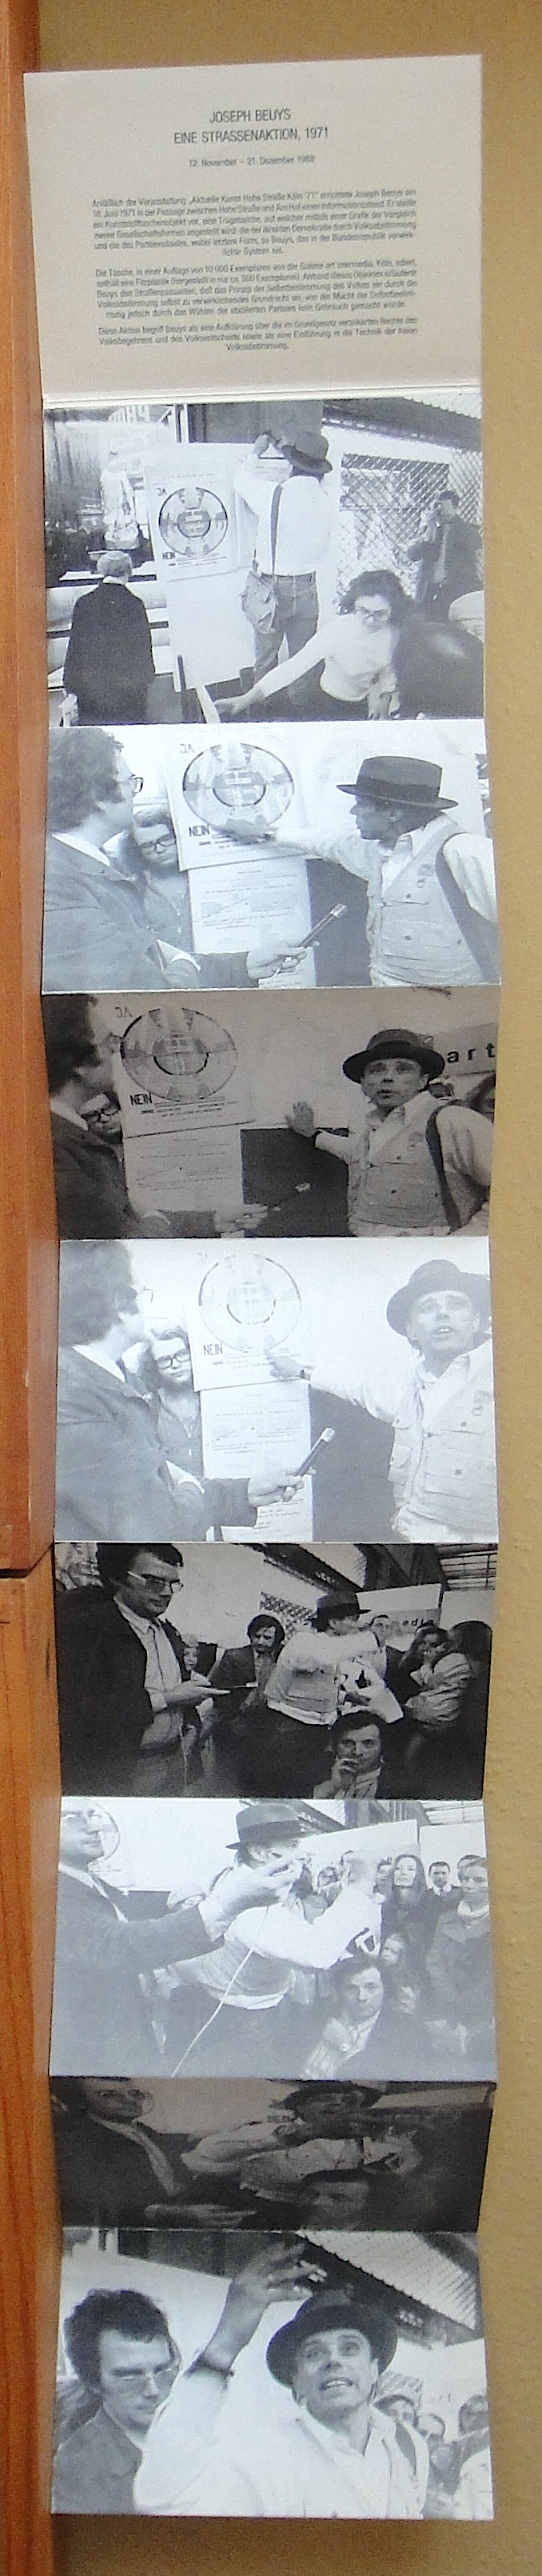 JOSEPH BEUYS
EINE STRASSENAKTION, 1971
12. November – 21. Dezember 1988
Anläßlich der Veranstaltung „Aktuelle Kunst Hohe Straße Köln '71" errichtete Joseph Beuys am
18. Juni 1971 in der Passage zwischen Hohe Straße und Am Hof einen Informationsstand. Er stellte
ein Kunststofftaschenobjekt vor, eine Tragetasche, auf welcher mittels einer Grafik der Vergleich
zweier Gesellschaftsformen angestellt wird: die der direkten Demokratie durch Volksabstimmung
und die des Parteienstaates, wobei letztere Form, so Beuys, das in der Bundesrepublik verwirk-
lichte System sei.
Die Tasche, in einer Auflage von 10 000 Exemplaren von der Galerie art intermedia, Köln, ediert,
enthält eine Filzplastik (hergestellt in nur ca. 500 Exemplaren). Anhand dieses Objektes erläuterte
Beuys den Straßenpassanten, daß das Prinzip der Selbstbestimmung des Volkes ein durch die
Volksabstimmung selbst zu verwirklichendes Grundrecht sei, von der Macht der Selbstbestim-
mung jedoch durch das Wählen der etablierten Parteien kein Gebrauch gemacht würde.
Diese Aktion begriff Beuys als eine Aufklärung über die im Grundgesetz verankerten Rechte des
Volksbegehrens und des Volksentscheids sowie als eine Einführung in die Technik der freien
Volksabstimmung.
JA
NEIN
JA
NEIN
JA
art
NEIN
JA
NEIN
edia